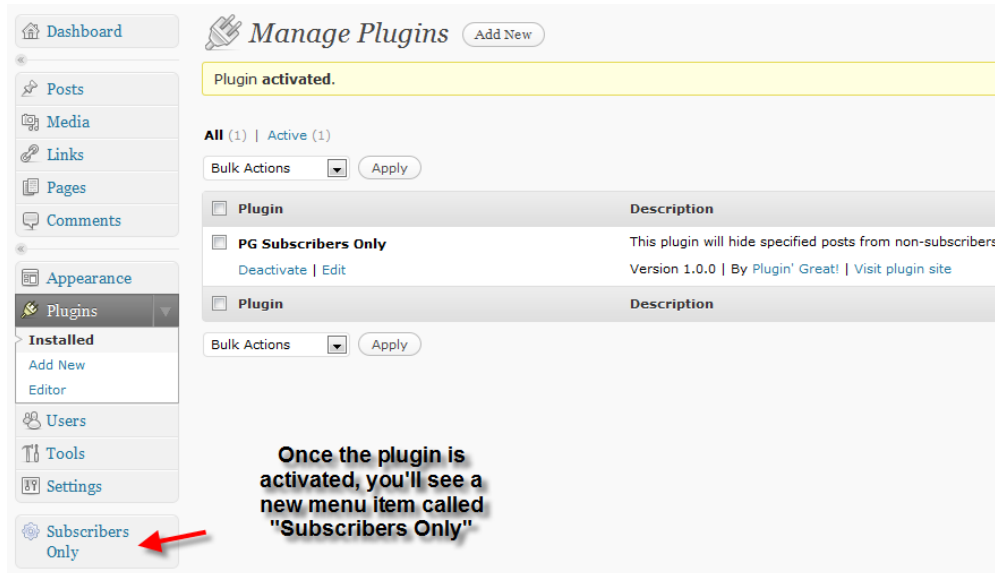 Dashboard
Posts
Media
Links
Pages
Comments
Appearance
Plugins
Installed
Add New
Editor
Users
Tools
Settings
Subscribers
Only
Manage Plugins Add New
Plugin activated.
All (1) | Active (1)
Bulk Actions Apply
Plugin Description
PG Subscribers Only This plugin will hide specified posts from non-subscribers
Deactivate | Edit Version 1.0.0 | By Plugin' Great! | Visit plugin site
Plugin Description
Bulk Actions Apply
Once the plugin is
activated, you'll see a
new menu item called
"Subscribers Only"